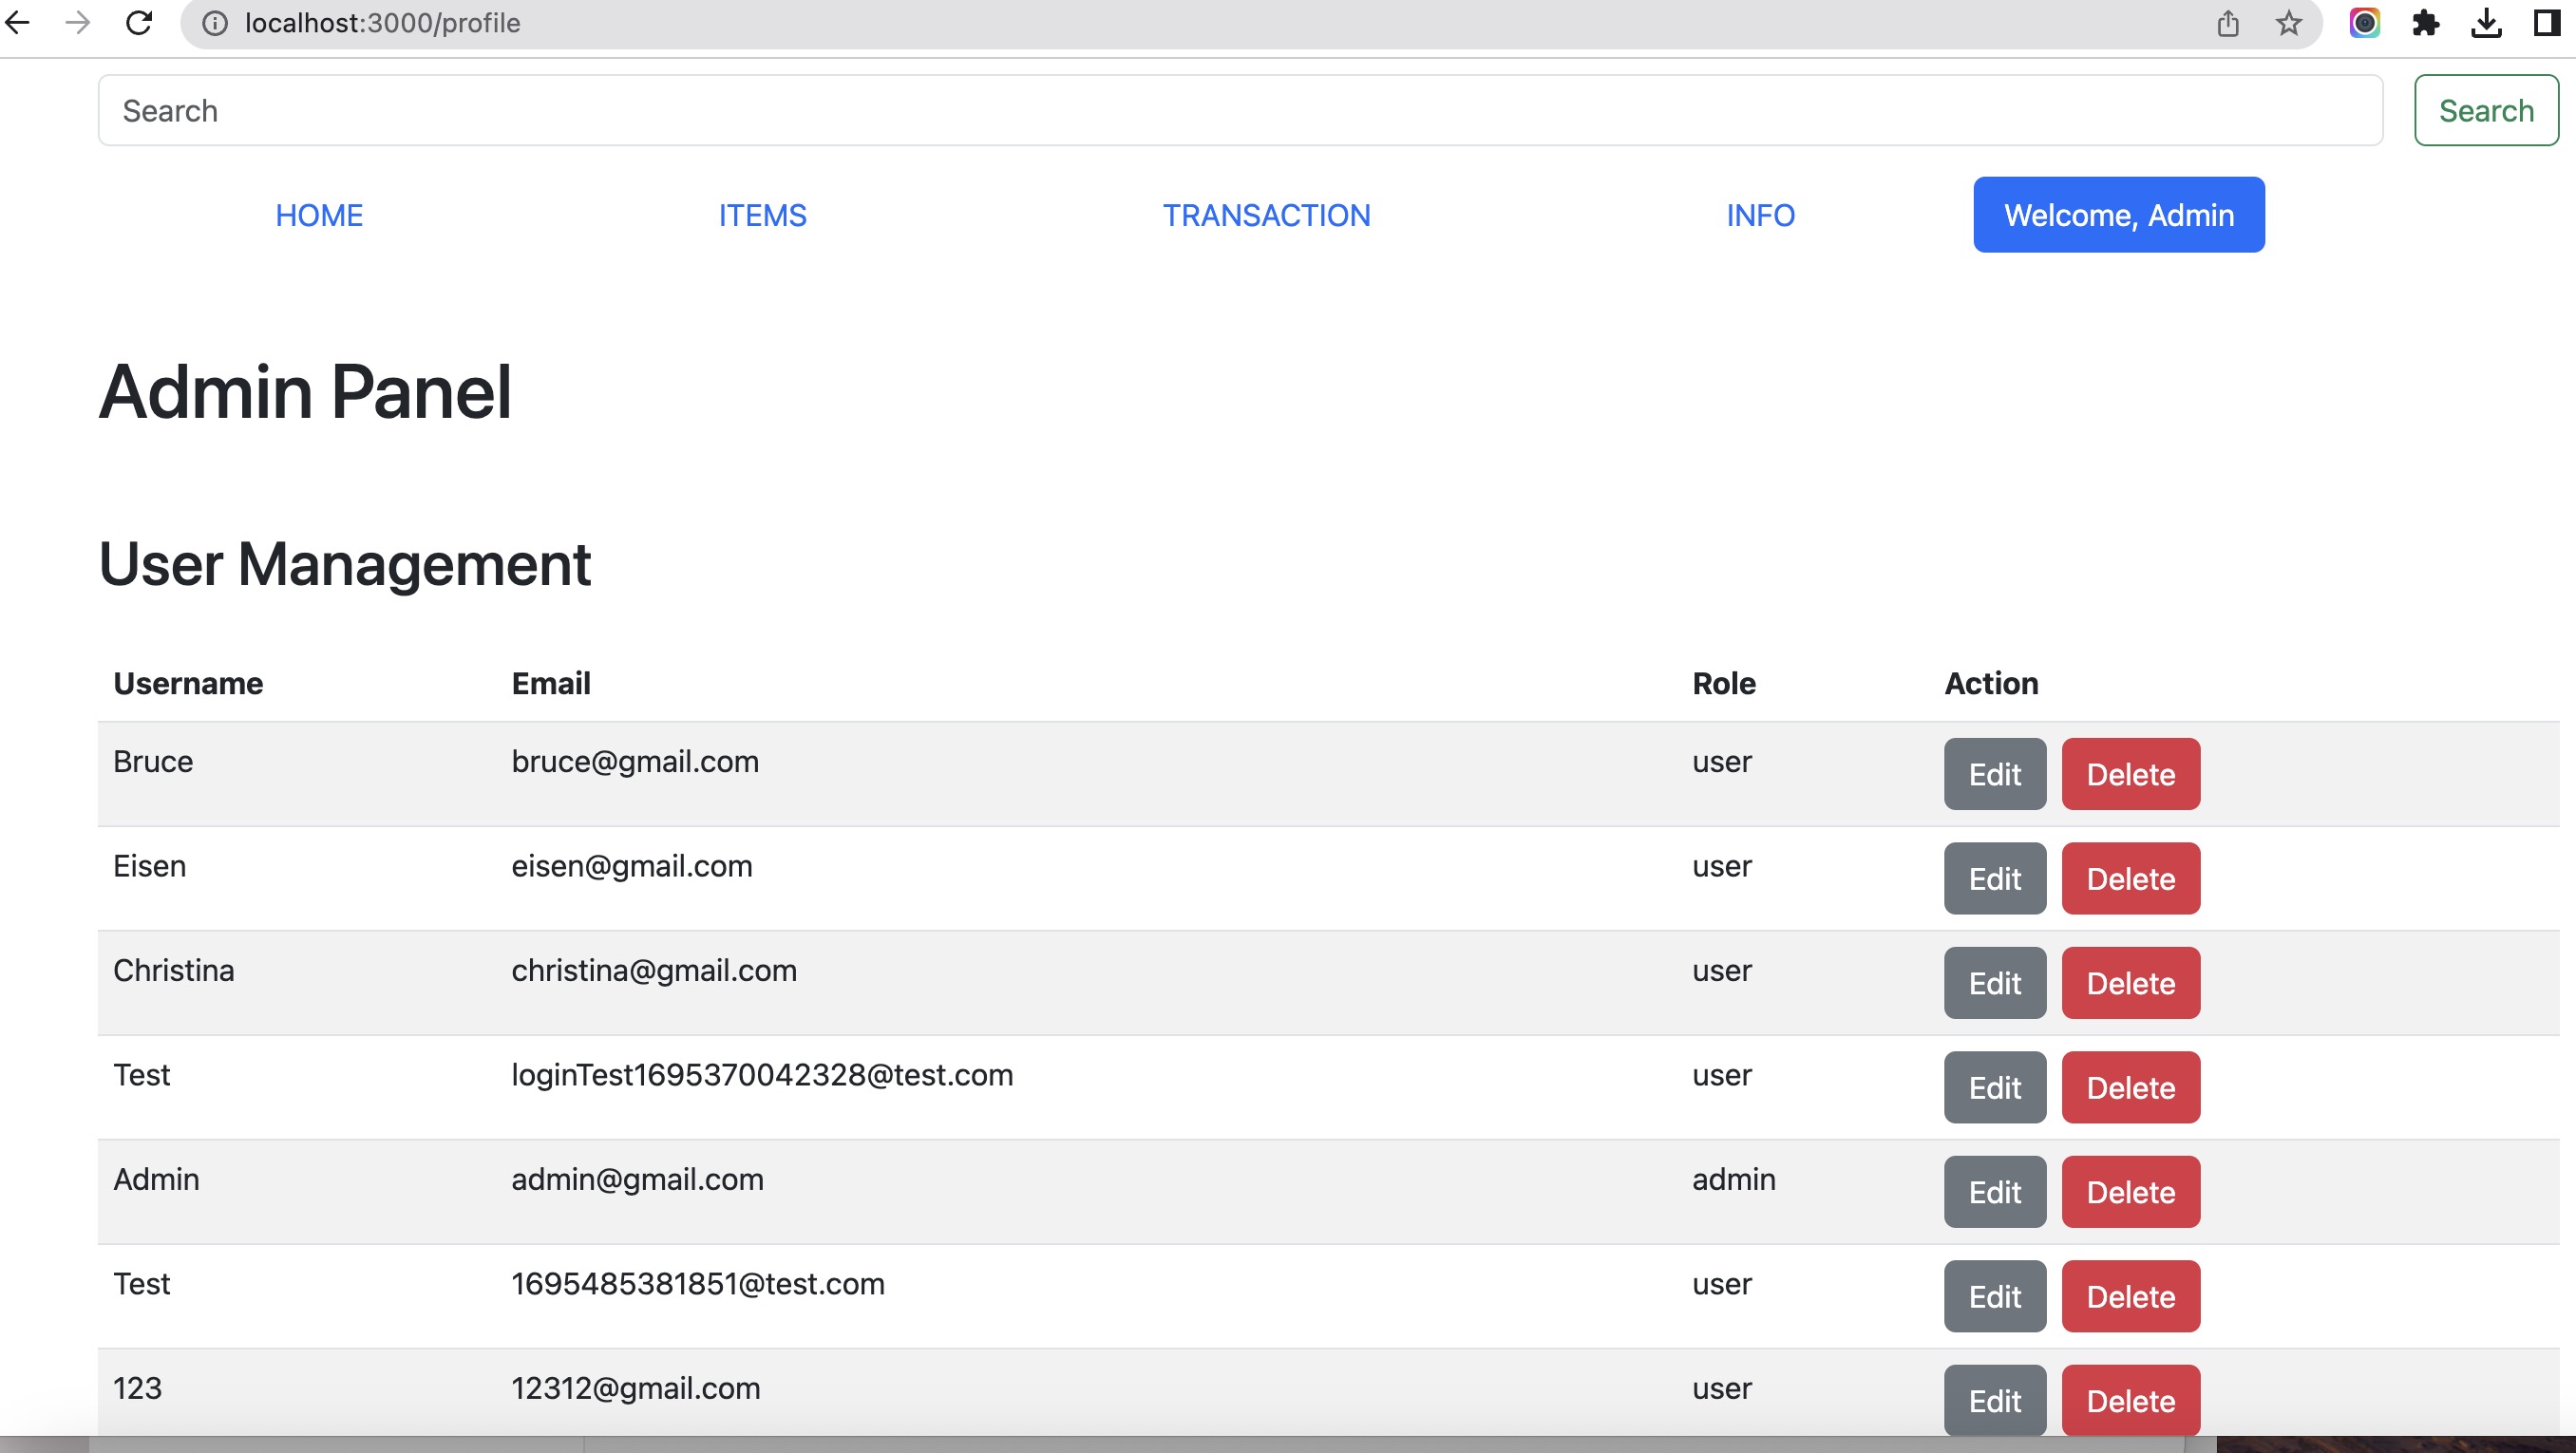 localhost:3000/profile
Search Search
HOME ITEMS TRANSACTION INFO Welcome, Admin
Admin Panel
User Management
Username Email Role Action
Bruce bruce@gmail.com user Edit Delete
Eisen eisen@gmail.com user Edit Delete
Christina christina@gmail.com user Edit Delete
Test loginTest1695370042328@test.com user Edit Delete
Admin admin@gmail.com admin Edit Delete
Test 1695485381851@test.com user Edit Delete
123 12312@gmail.com user Edit Delete